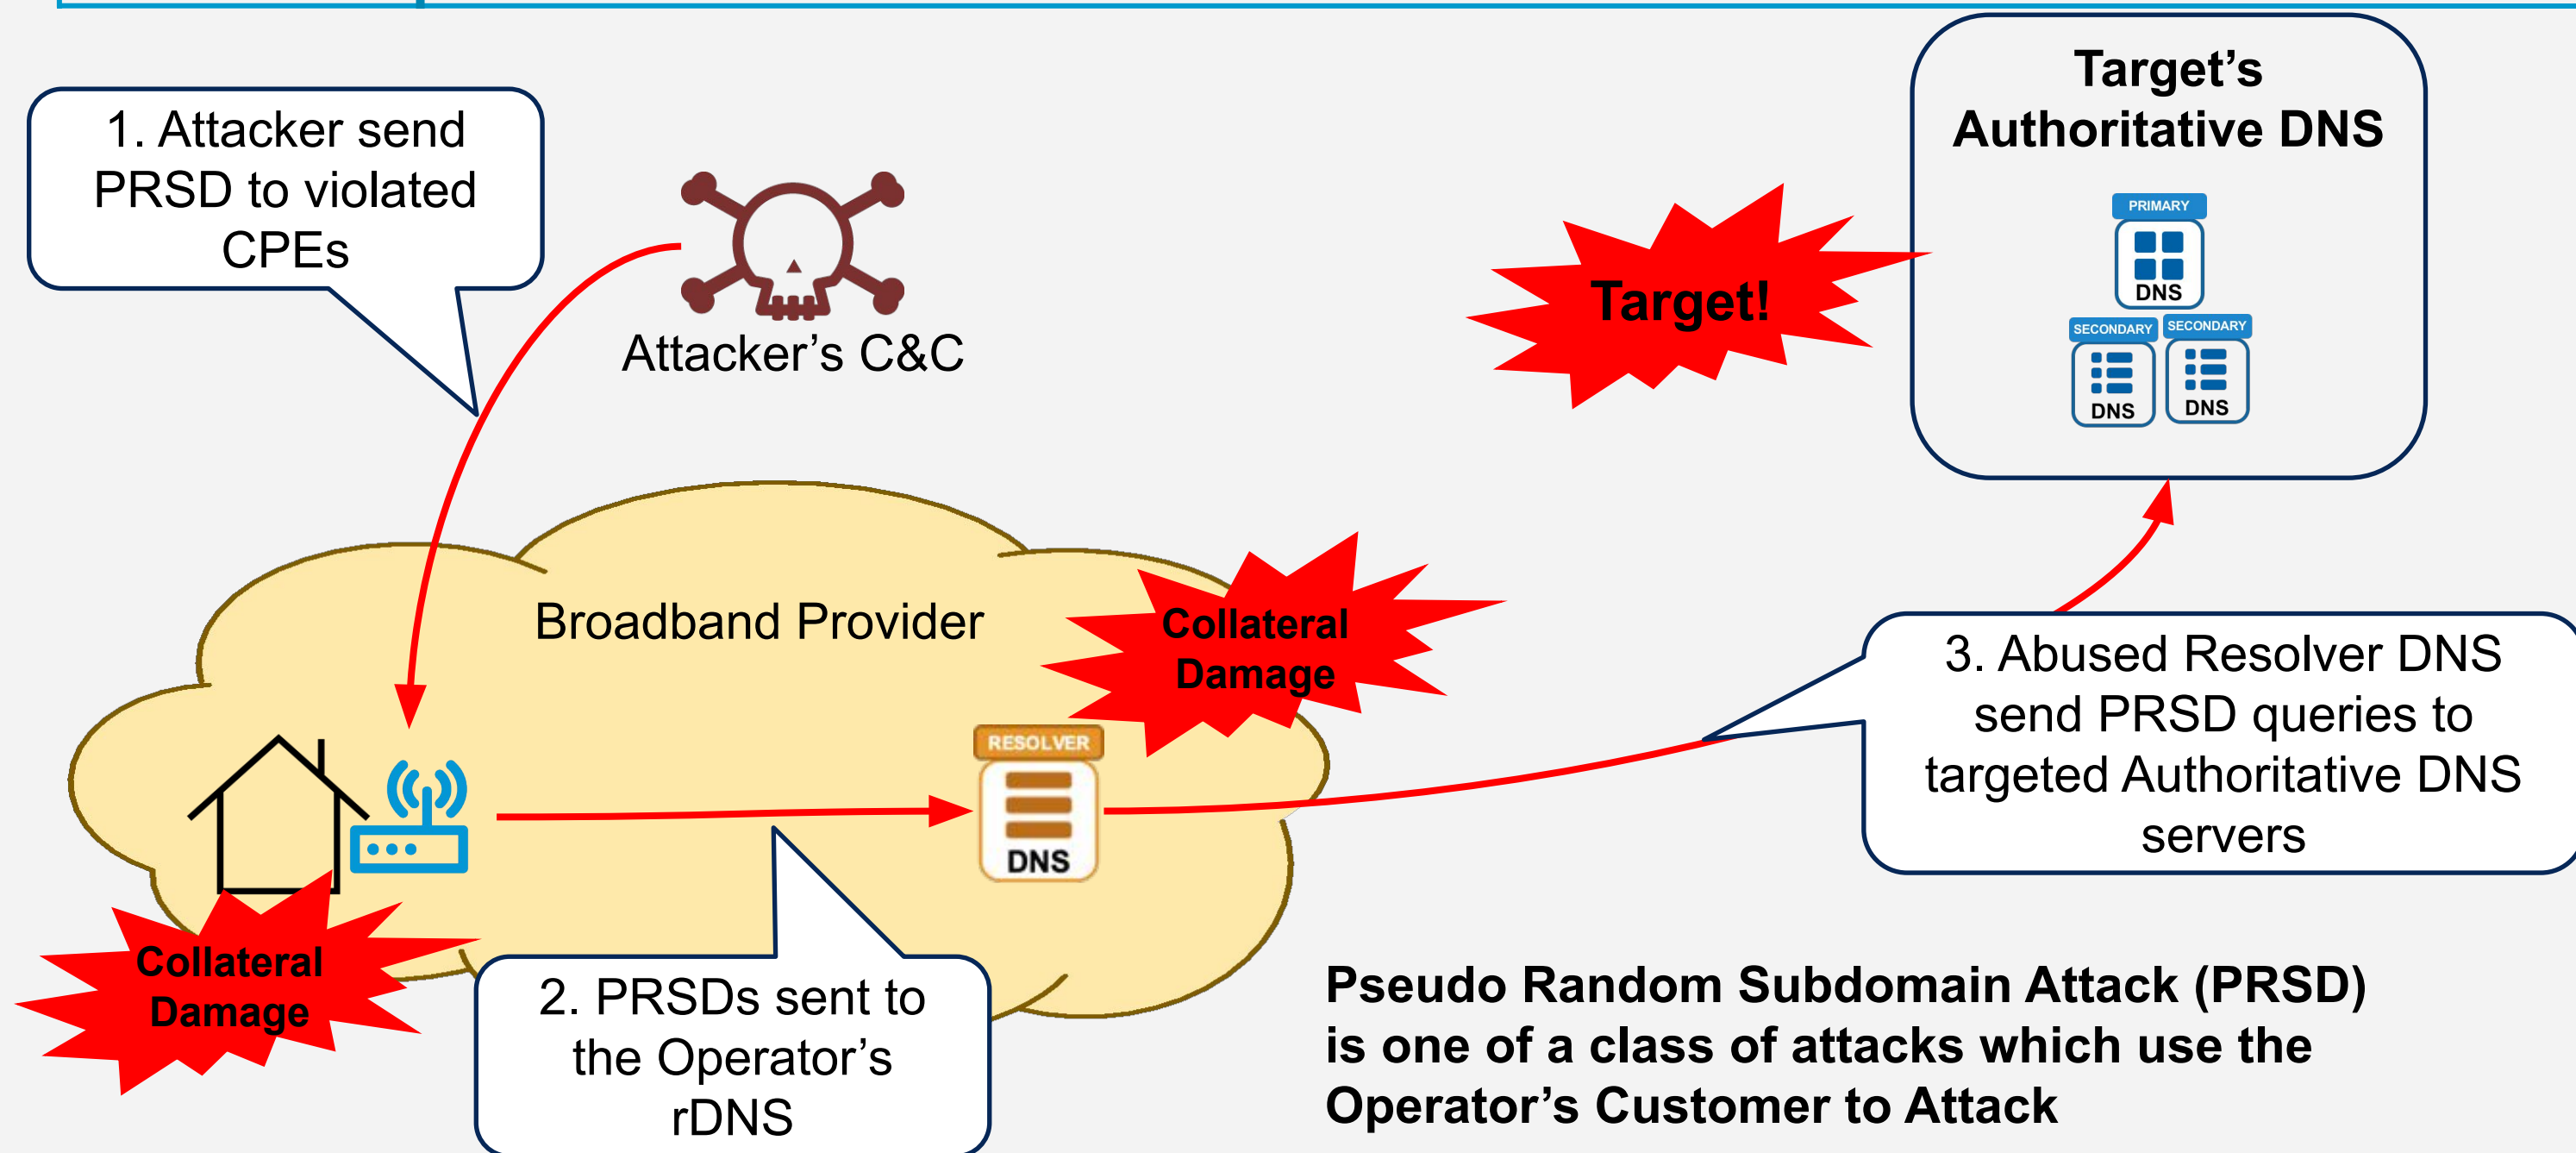 1. Attacker send
PRSD to violated
CPEs
Attacker’s C&C
Target!
Target’s
Authoritative DNS
PRIMARY
DNS
SECONDARY
SECONDARY
DNS
DNS
Broadband Provider
Collateral
Damage
RESOLVER
DNS
3. Abused Resolver DNS
send PRSD queries to
targeted Authoritative DNS
servers
Collateral
Damage
2. PRSDs sent to
the Operator’s
rDNS
Pseudo Random Subdomain Attack (PRSD)
is one of a class of attacks which use the
Operator’s Customer to Attack